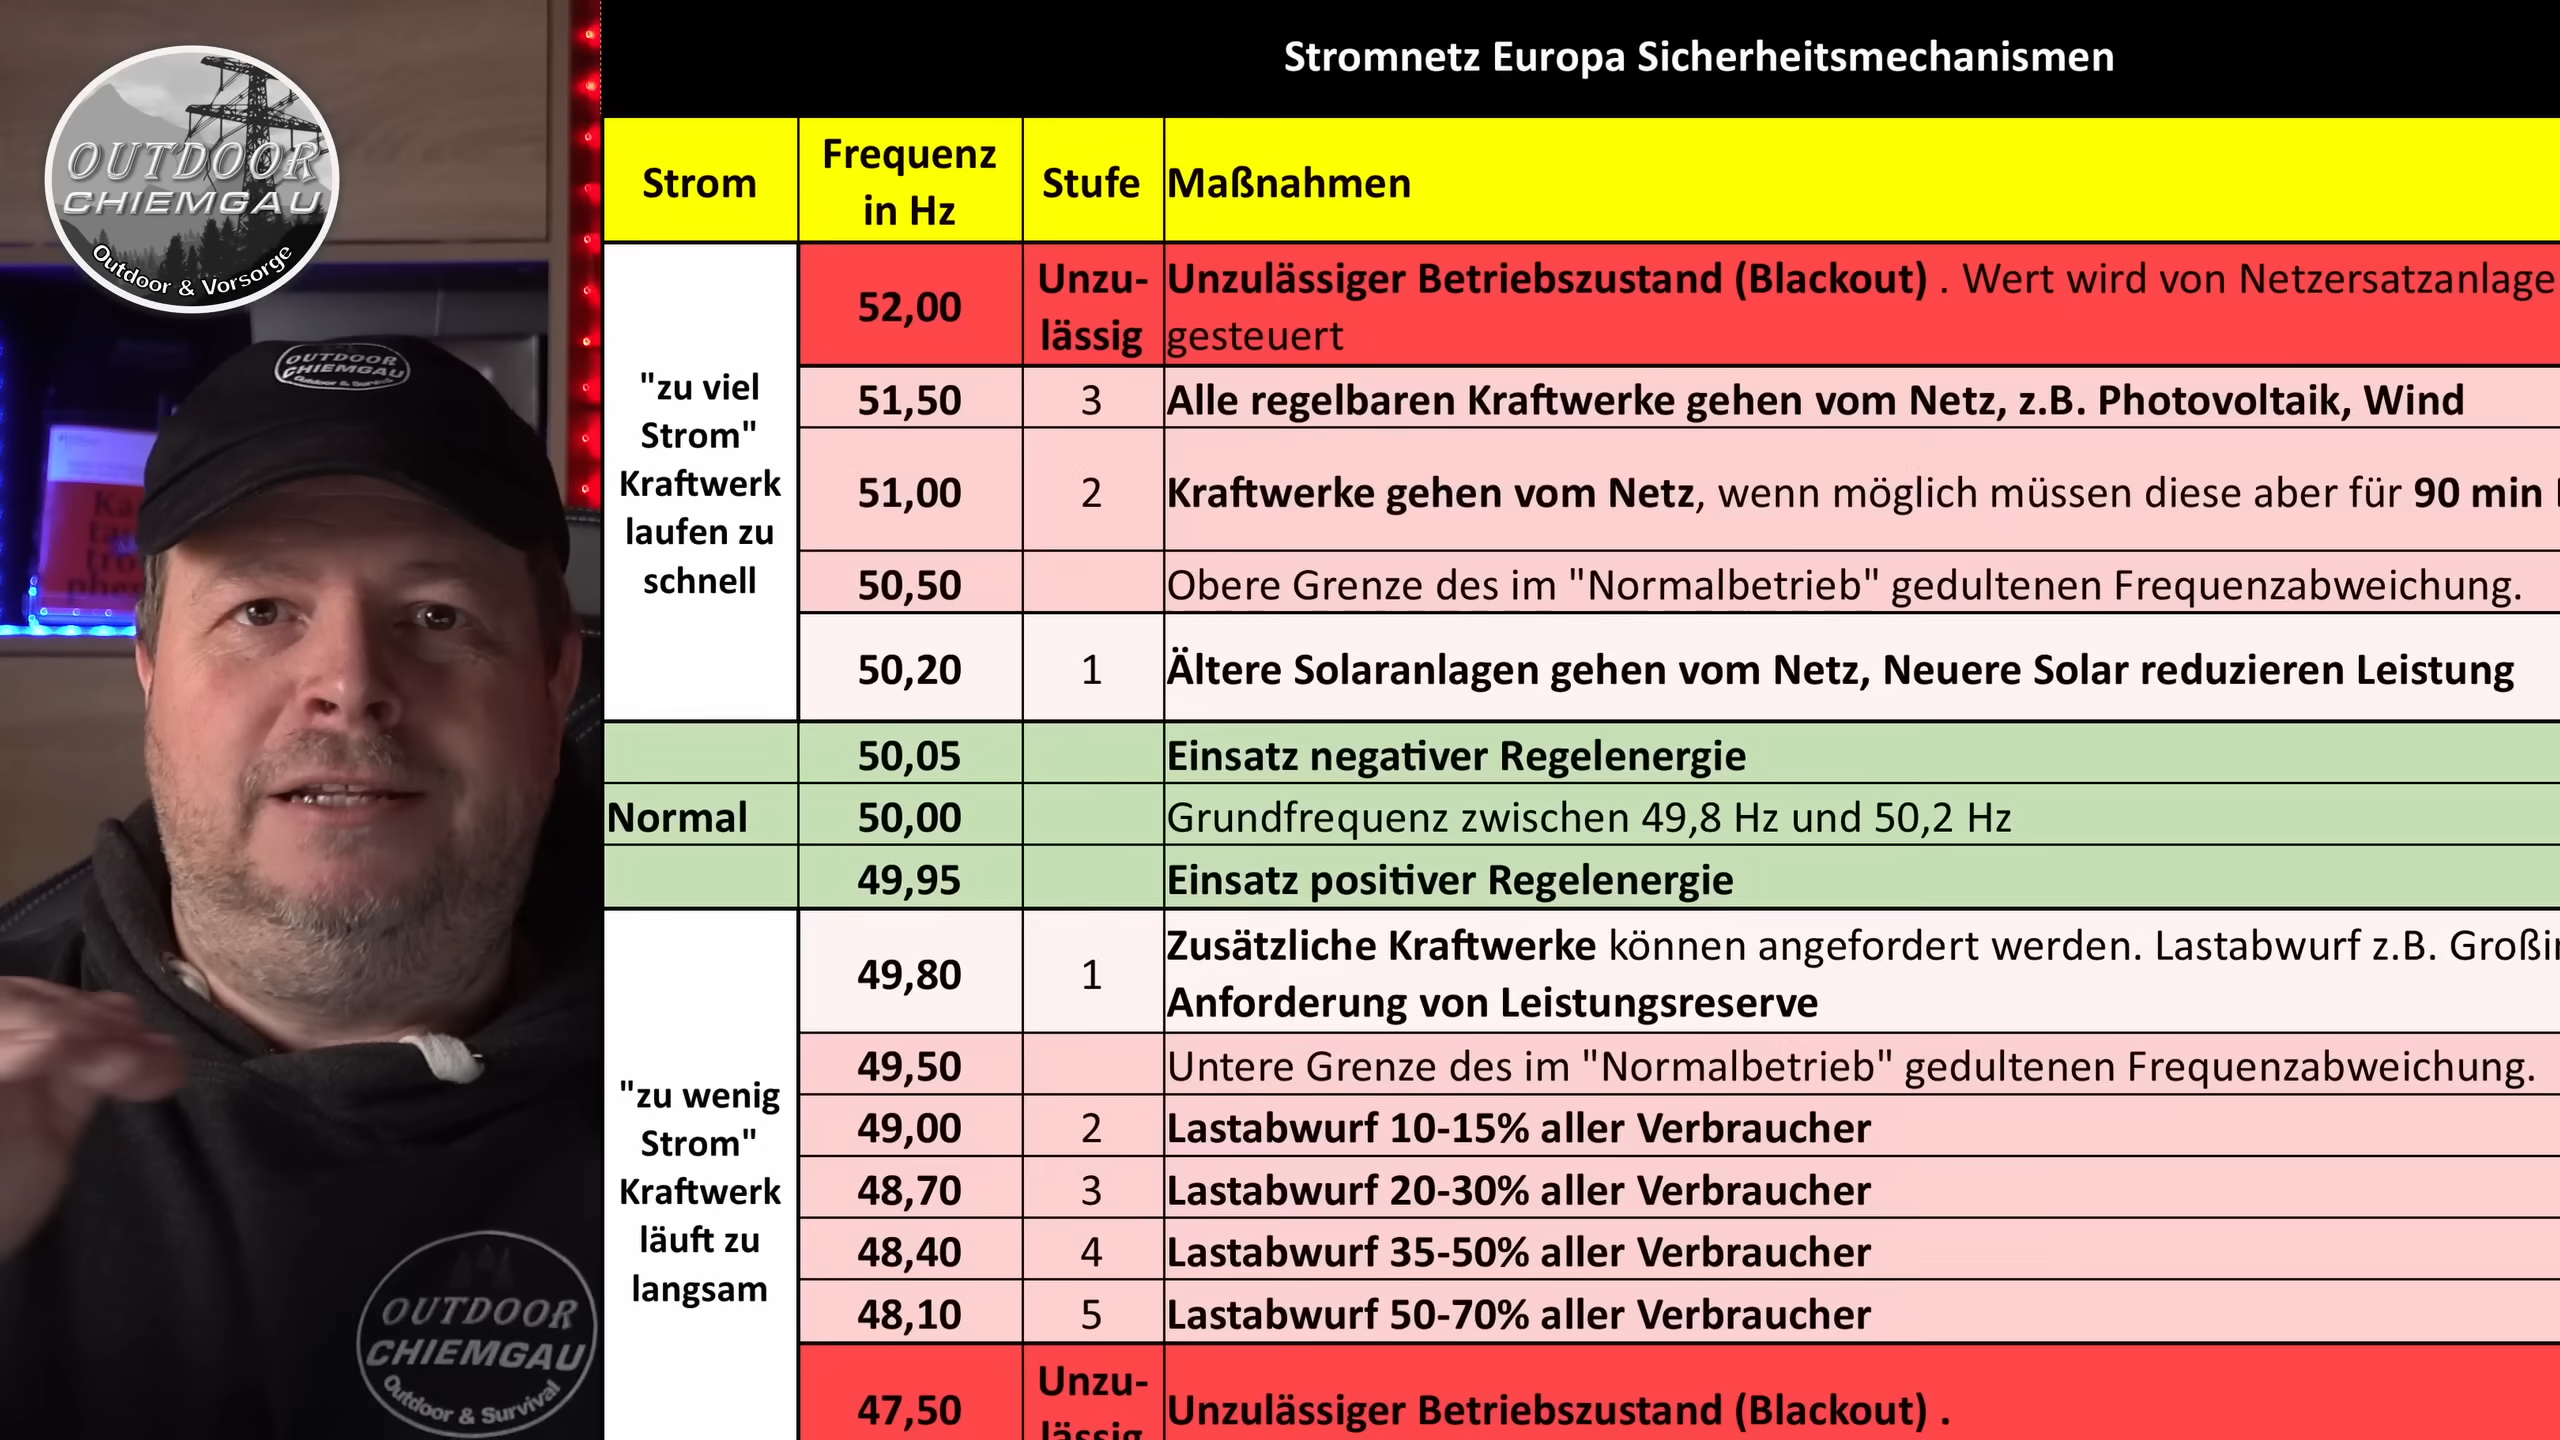 OUTDOOR
CHIEMGAU
Outdoor & Vorsorge
OUTDOOR
CHIEMGAU
Outdoor & Survival
OUTDOOR
CHIEMGAU
Outdoor & Survival
Stromnetz Europa Sicherheitsmechanismen
Strom
Frequenz
in Hz
Stufe
Maßnahmen
"zu viel
Strom"
Kraftwerk
laufen zu
schnell
52,00
Unzu-
lässig
Unzulässiger Betriebszustand (Blackout) . Wert wird von Netzersatzanlage
gesteuert
51,50 3 Alle regelbaren Kraftwerke gehen vom Netz, z.B. Photovoltaik, Wind
51,00 2 Kraftwerke gehen vom Netz, wenn möglich müssen diese aber für 90 min
50,50 Obere Grenze des im "Normalbetrieb" gedultenen Frequenzabweichung.
50,20 1 Ältere Solaranlagen gehen vom Netz, Neuere Solar reduzieren Leistung
50,05 Einsatz negativer Regelenergie
Normal 50,00 Grundfrequenz zwischen 49,8 Hz und 50,2 Hz
49,95 Einsatz positiver Regelenergie
"zu wenig
Strom"
Kraftwerk
läuft zu
langsam
49,80 1 Zusätzliche Kraftwerke können angefordert werden. Lastabwurf z.B.
Anforderung von Leistungsreserve
49,50 Untere Grenze des im "Normalbetrieb" gedultenen Frequenzabweichung.
49,00 2 Lastabwurf 10-15% aller Verbraucher
48,70 3 Lastabwurf 20-30% aller Verbraucher
48,40 4 Lastabwurf 35-50% aller Verbraucher
48,10 5 Lastabwurf 50-70% aller Verbraucher
47,50
Unzu-
lässig
Unzulässiger Betriebszustand (Blackout) .